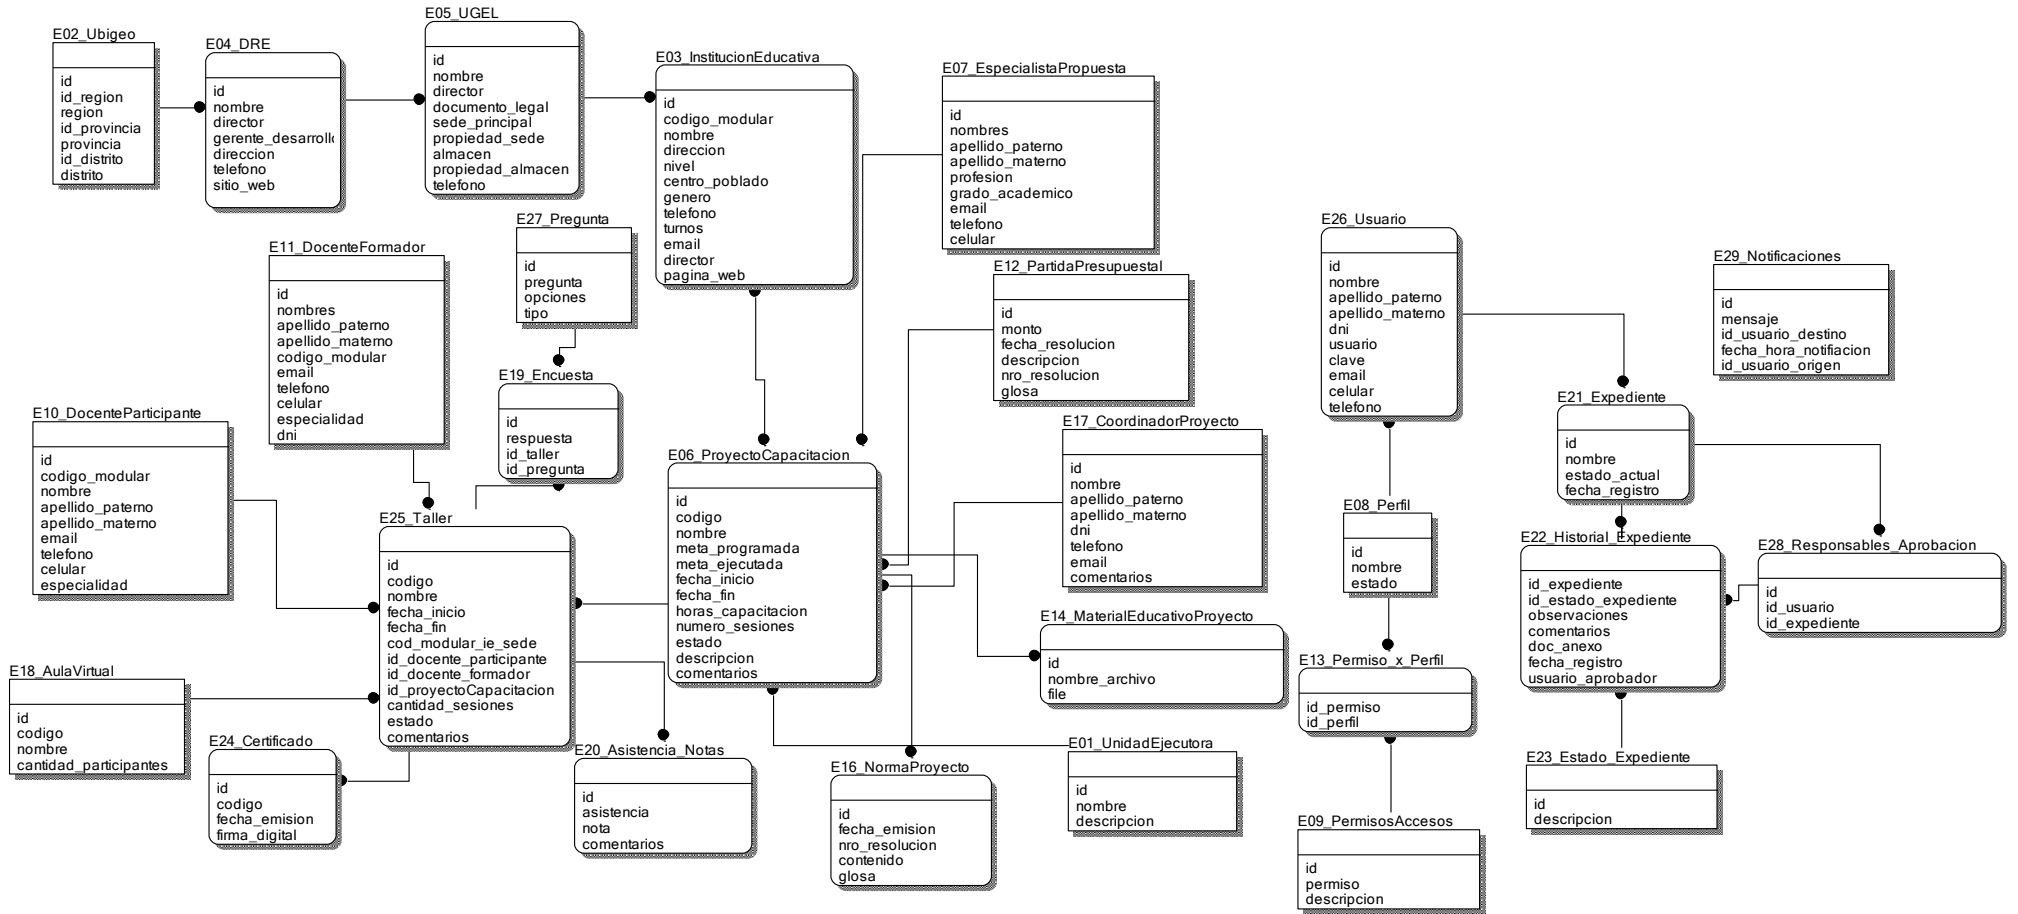 E02_Ubigeo
id
id_region
region
id_provincia
provincia
id_distrito
distrito
E04_DRE
id
nombre
director
gerente_desarroll
direccion
telefono
sitio_web
E05_UGEL
id
nombre
director
documento_legal
sede_principal
propiedad_sede
almacen
propiedad_almacen
telefono
E03_InstitucionEducativa
id
codigo_modular
nombre
direccion
nivel
centro_poblado
genero
telefono
turnos
email
director
pagina_web
E07_EspecialistaPropuesta
id
nombres
apellido_paterno
apellido_materno
profesion
grado_academico
email
telefono
celular
E27_Pregunta
id
pregunta
opciones
tipo
E11_DocenteFormador
id
nombres
apellido_paterno
apellido_materno
codigo_modular
email
telefono
celular
especialidad
dni
E12_PartidaPresupuestal
id
monto
fecha_resolucion
descripcion
nro_resolucion
glosa
E26_Usuario
id
nombre
apellido_paterno
apellido_materno
dni
usuario
clave
email
celular
telefono
E29_Notificaciones
id
mensaje
id_usuario_destino
fecha_hora_notifiacion
id_usuario_origen
E19_Encuesta
id
respuesta
id_taller
id_pregunta
E10_DocenteParticipante
id
codigo_modular
nombre
apellido_paterno
apellido_materno
email
telefono
celular
especialidad
E06_ProyectoCapacitacion
id
codigo
nombre
meta_programada
meta_ejecutada
fecha_inicio
fecha_fin
horas_capacitacion
numero_sesiones
estado
descripcion
comentarios
E17_CoordinadorProyecto
id
nombre
apellido_paterno
apellido_materno
dni
telefono
email
comentarios
E21_Expediente
id
nombre
estado_actual
fecha_registro
E25_Taller
id
codigo
nombre
fecha_inicio
fecha_fin
cod_modular_ie_sede
id_docente_participante
id_docente_formador
id_proyectoCapacitacion
cantidad_sesiones
estado
comentarios
E08_Perfil
id
nombre
estado
E22_Historial_Expediente
id_expediente
id_estado_expediente
observaciones
comentarios
doc_anexo
fecha_registro
usuario_aprobador
E28_Responsables_Aprobacion
id
id_usuario
id_expediente
E14_MaterialEducativoProyecto
id
nombre_archivo
file
E13_Permiso_x_Perfil
id_permiso
id_perfil
E18_AulaVirtual
id
codigo
nombre
cantidad_participantes
E24_Certificado
id
codigo
fecha_emision
firma_digital
E20_Asistencia_Notas
id
asistencia
nota
comentarios
E16_NormaProyecto
id
fecha_emision
nro_resolucion
contenido
glosa
E01_UnidadEjecutora
id
nombre
descripcion
E23_Estado_Expediente
id
descripcion
E09_PermisosAccesos
id
permiso
descripcion